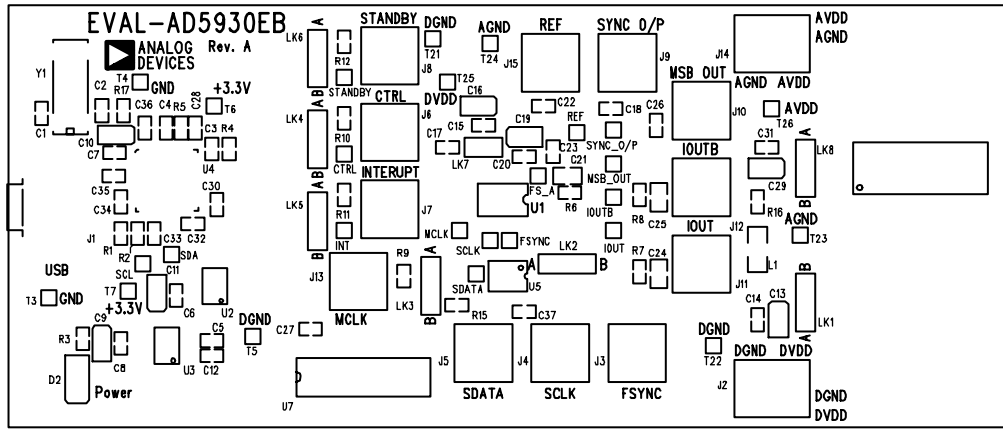 EVAL-AD5930EB
ANALOG
DEVICES
Rev. A
Y1
C1
T4
GND
+3.3V
T6
C2
R17
C36
C4
R5
C28
C10
C7
C3
R4
U4
C35
C34
C30
J1
R1
R2
C33
C32
SDA
SCL
C11
USB
T3
GND
T7
+3.3V
C6
U2
R3
C9
C8
U3
C5
C12
D2
Power
DGND
T5
LK6
A
B
R12
STANDBY
STANDBY
J8
DGND
T21
AGND
T24
T25
DVDD
LK4
A
B
R10
CTRL
CTRL
J6
LK5
A
B
R11
INT
INTERUPT
J7
J13
MCLK
R9
LK3
A
B
C27
U7
C16
C15
C17
LK7
C19
C20
C23
C21
C22
REF
J15
REF
SYNC O/P
J9
C18
C26
SYNC_O/P
MSB_OUT
IOUTB
IOUT
FS_A
R6
U1
MCLK
SCLK
FSYNC
SDATA
U5
LK2
A
B
R15
C37
J5
SDATA
J4
SCLK
J3
FSYNC
MSB OUT
J10
IOUTB
J12
IOUT
J11
R8
C25
R7
C24
J14
AVDD
AGND
AGND AVDD
AVDD
T26
C31
C29
LK8
A
B
R16
AGND
T23
L1
C14
C13
LK1
B
A
DGND
T22
DGND DVDD
J2
DGND
DVDD